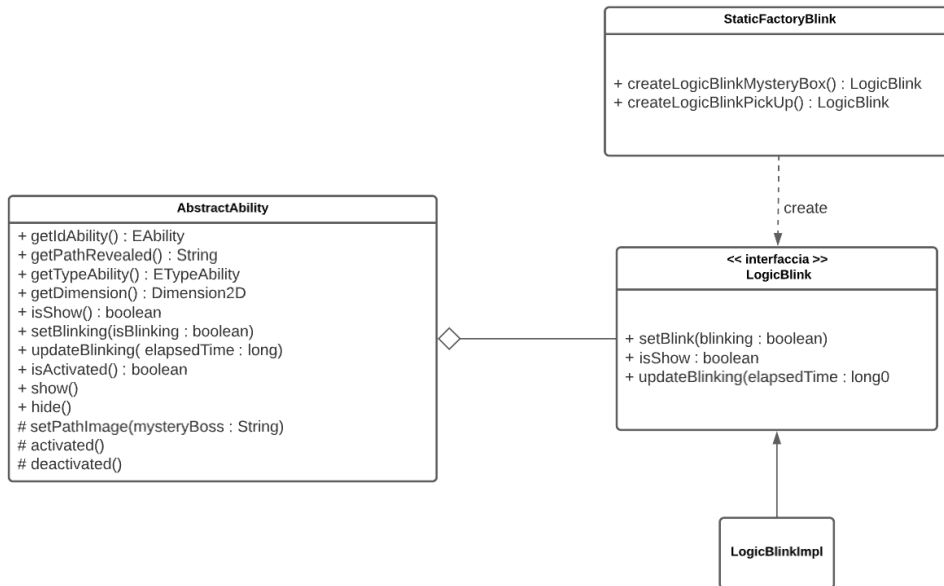 StaticFactoryBlink
+ createLogicBlinkMysteryBox() : LogicBlink
+ createLogicBlinkPickUp() : LogicBlink
create
AbstractAbility
+ getIdAbility() : EAbility
+ getPathRevealed() : String
+ getTypeAbility() : ETypeAbility
+ getDimension() : Dimension2D
+ isShow() : boolean
+ setBlinking(isBlinking : boolean)
+ updateBlinking( elapsedTime : long)
+ isActivated() : boolean
+ show()
+ hide()
# setPathImage(mysteryBoss : String)
# activated()
# deactivated()
<< interfaccia >>
LogicBlink
+ setBlink(blinking : boolean)
+ isShow : boolean
+ updateBlinking(elapsedTime : long0
LogicBlinkImpl